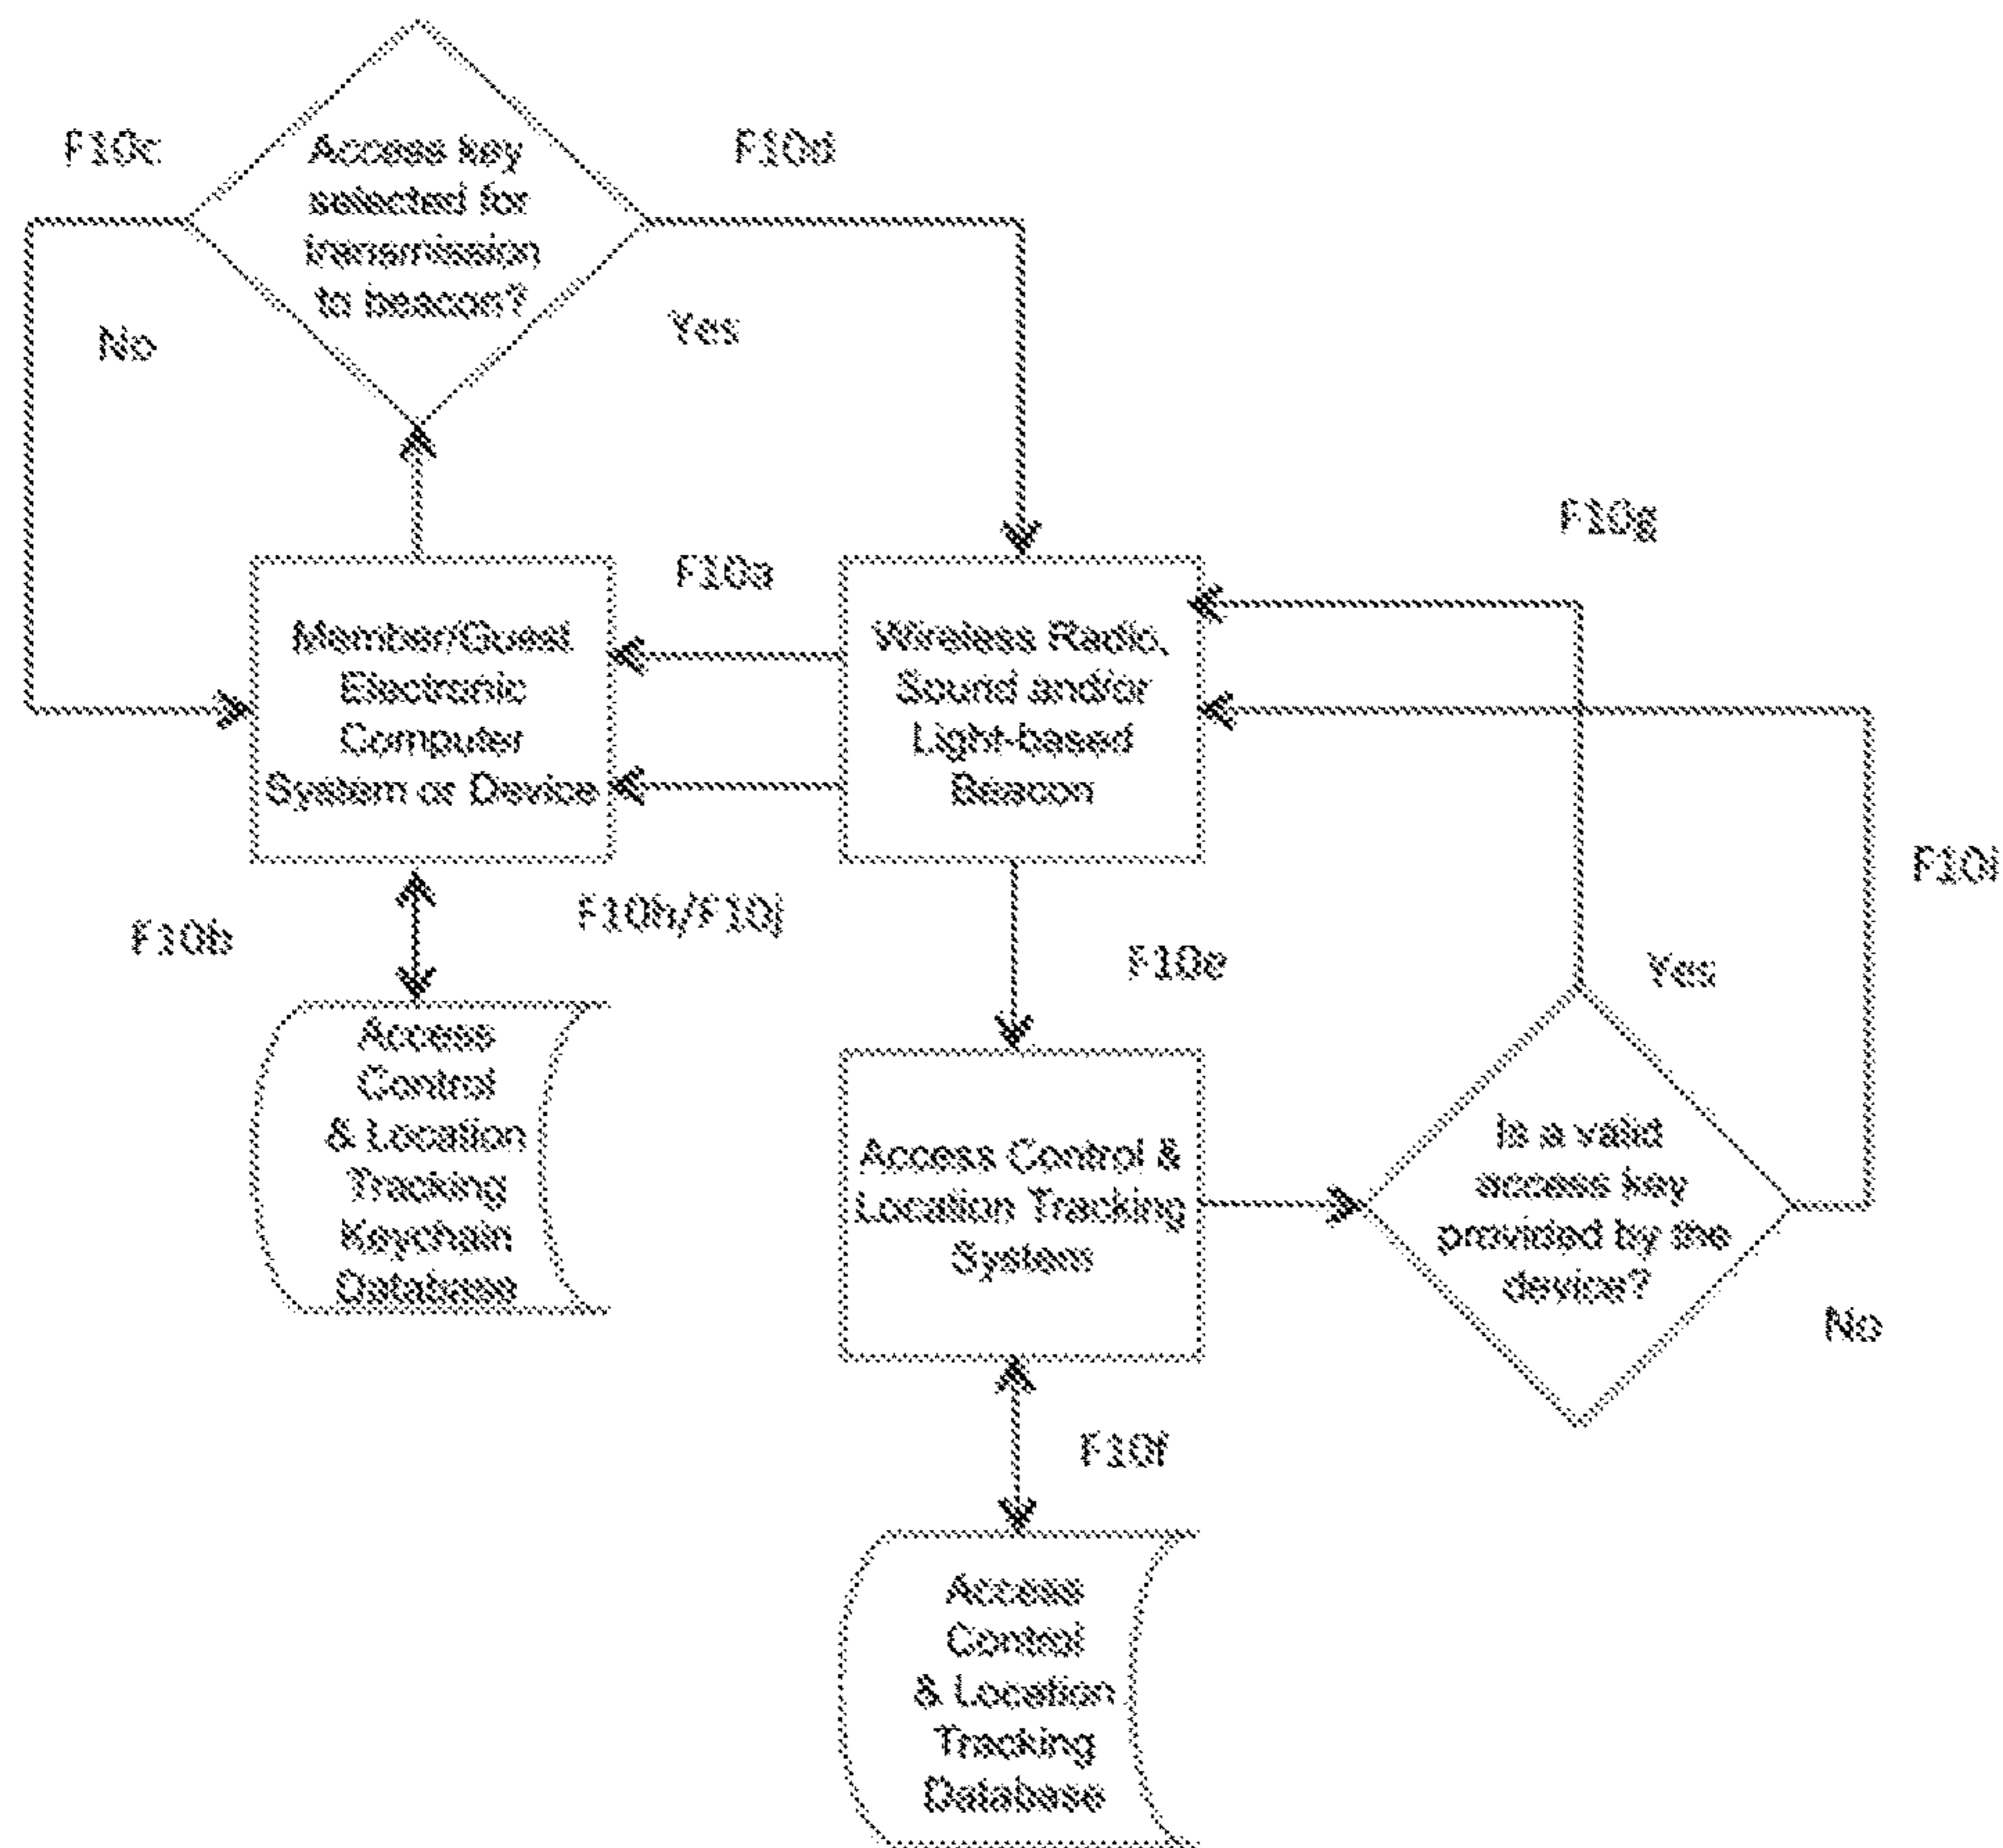 F10c
Access key
selected for
transmission
to beacon?
F10d
No
Yes
F10g
F10a
Member/Guest
Electronic
Computer
System or Device
Wireless Radio,
Sound and/or
Light-based
Beacon
F10i
F10b
F10h/F10j
F10e
Yes
Access
Control
& Location
Tracking
Keychain
Database
Access Control &
Location Tracking
System
Is a valid
access key
provided by the
device?
No
F10f
Access
Control
& Location
Tracking
Database